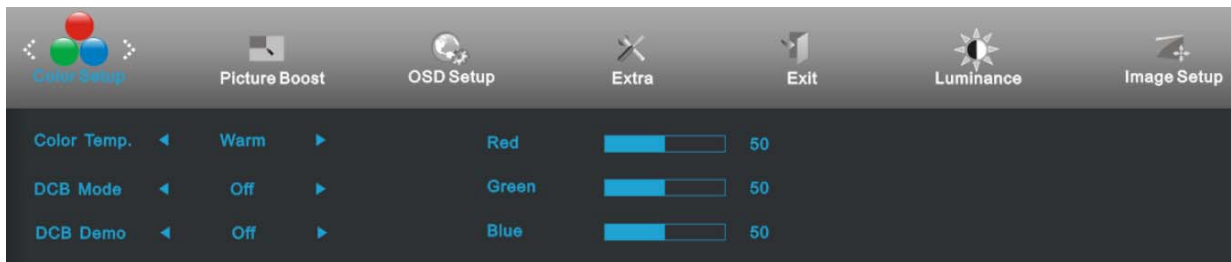 Color Setup
Picture Boost
OSD Setup
Extra
Exit
Luminance
Image Setup
Color Temp. Warm Red 50
DCB Mode Off Green 50
DCB Demo Off Blue 50